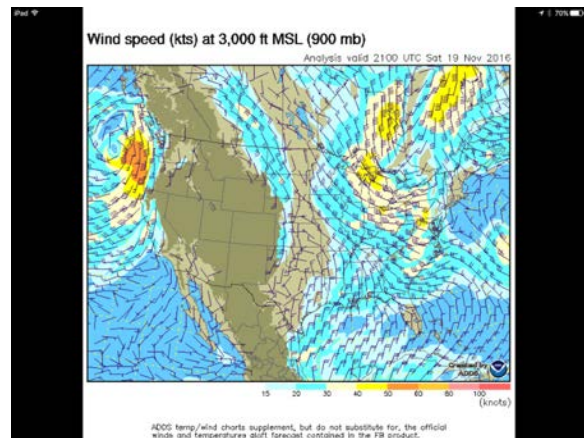 iPad
70%
Wind speed (kts) at 3,000 ft MSL (900 mb)
Analysis valid 2100 UTC Sat 19 Nov 2016
Created by
ADDS
15 20 30 40 50 60 80 100
(knots)
ADDS temp/wind charts supplement, but do not substitute for, the official
winds and temperatures aloft forecast contained in the FB product.